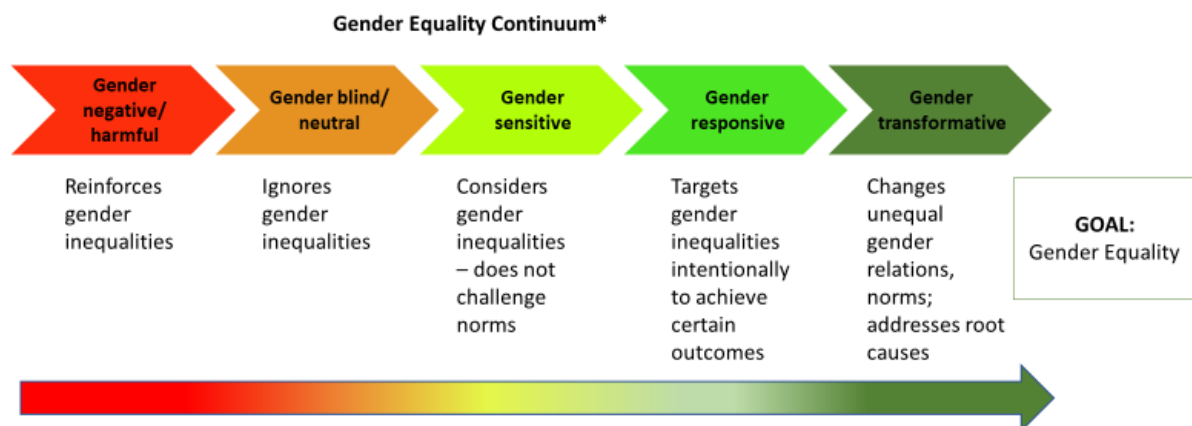 Gender Equality Continuum*
Gender
negative/
harmful
Gender blind/
neutral
Gender
sensitive
Gender
responsive
Gender
transformative
Reinforces
gender
inequalities
Ignores
gender
inequalities
Considers
gender
inequalities
– does not
challenge
norms
Targets
gender
inequalities
intentionally
to achieve
certain
outcomes
Changes
unequal
gender
relations,
norms;
addresses root
causes
GOAL:
Gender Equality